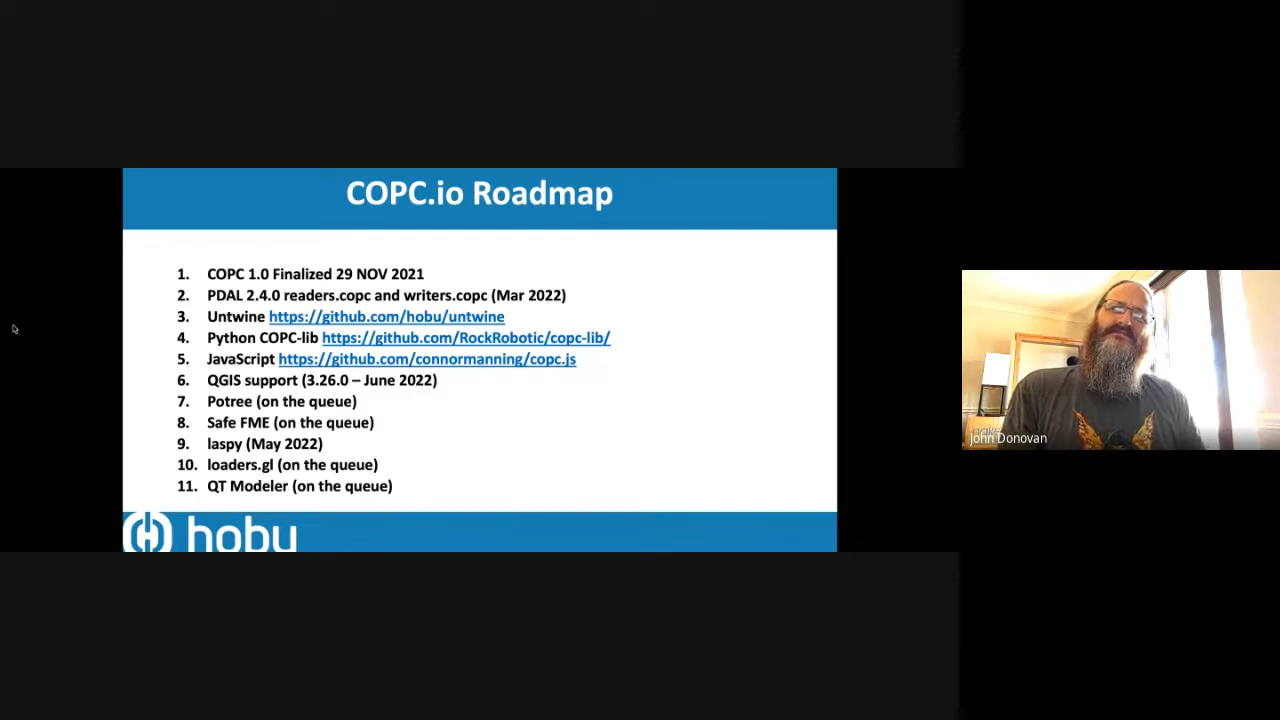 COPC.io Roadmap
1. COPC 1.0 Finalized 29 NOV 2021
2. PDAL 2.4.0 readers.copc and writers.copc (Mar 2022)
3. Untwine https://github.com/hobu/untwine
4. Python COPC-lib https://github.com/RockRobotic/copc-lib/
5. JavaScript https://github.com/connormanning/copc.js
6. QGIS support (3.26.0 – June 2022)
7. Potree (on the queue)
8. Safe FME (on the queue)
9. laspy (May 2022)
10. loaders.gl (on the queue)
11. QT Modeler (on the queue)
hobu
John Donovan